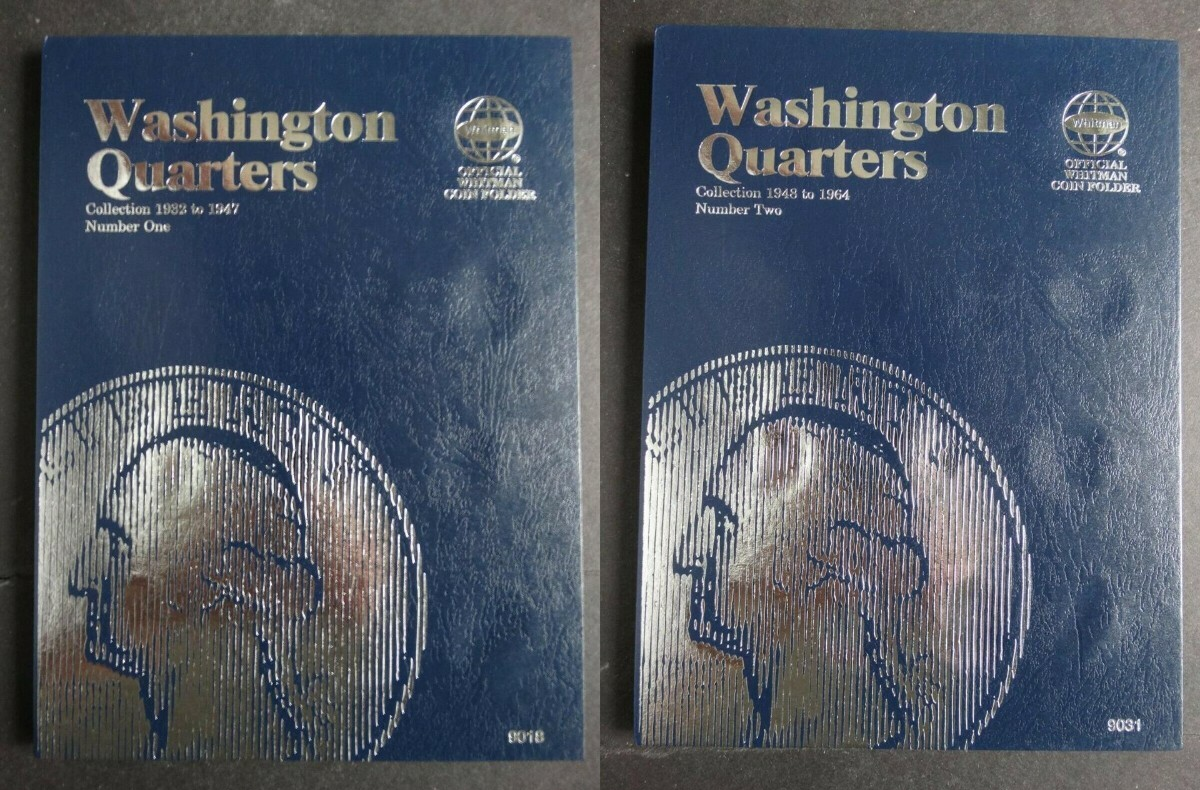 Washington
Quarters
Collection 1932 to 1947
Number One
Whitman
®
OFFICIAL
WHITMAN
COIN FOLDER
9018
Washington
Quarters
Collection 1948 to 1964
Number Two
Whitman
®
OFFICIAL
WHITMAN
COIN FOLDER
9031